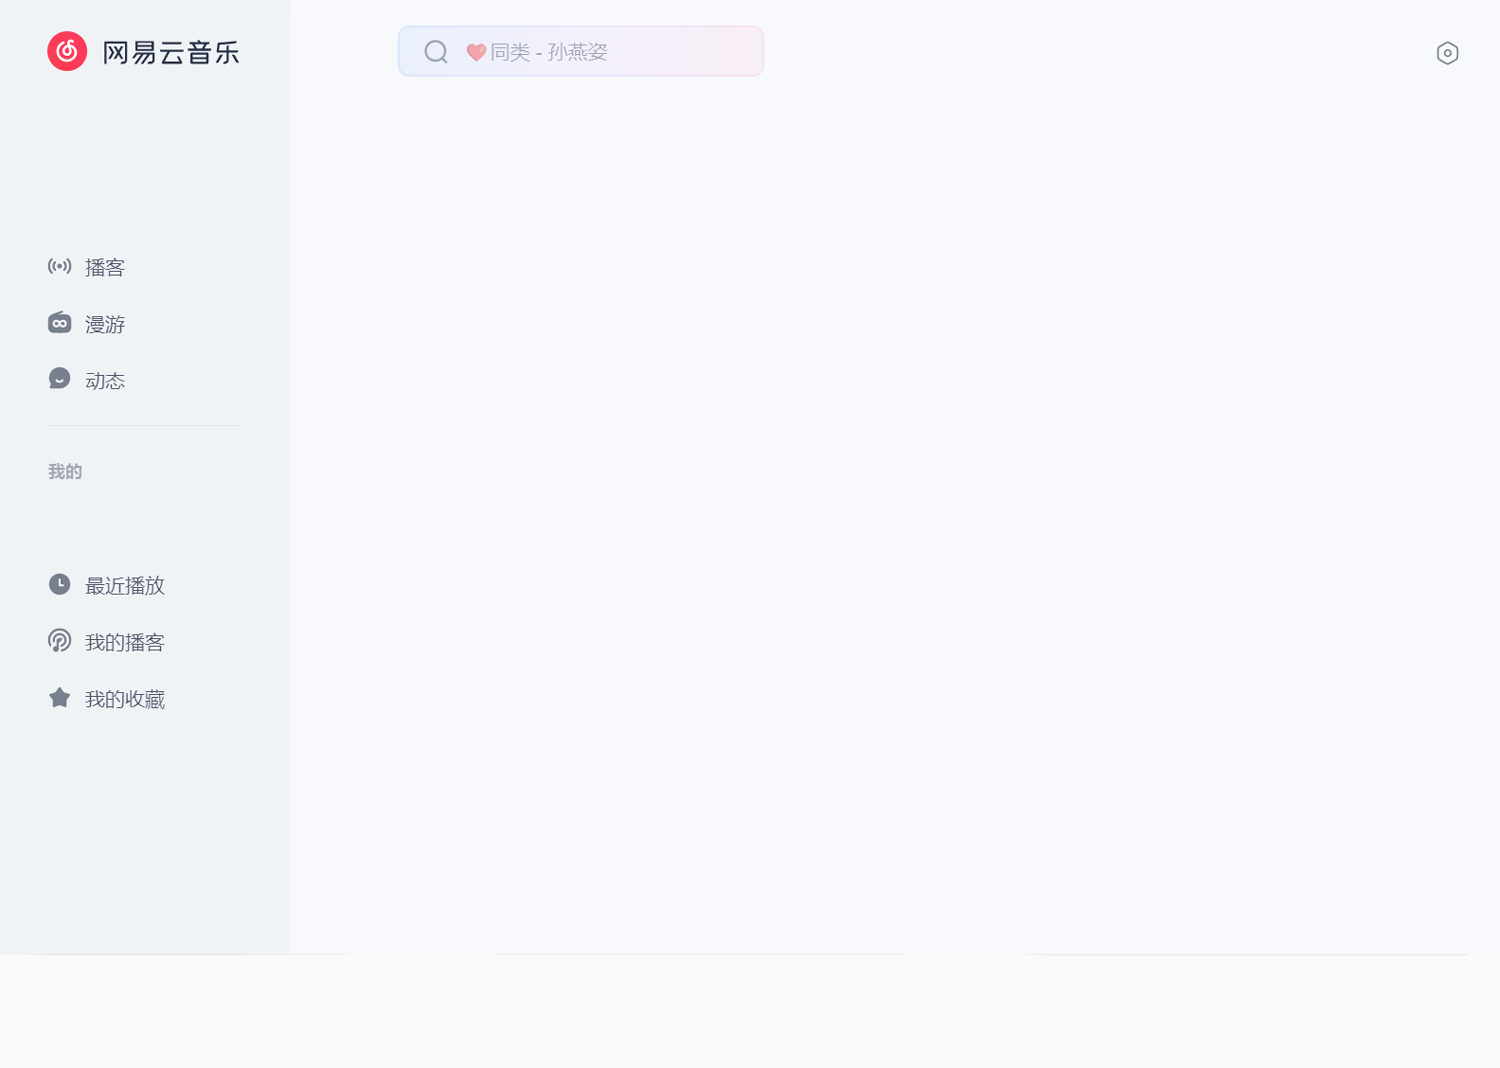 网易云音乐
❤️同类 - 孙燕姿
播客
漫游
动态
我的
最近播放
我的播客
我的收藏